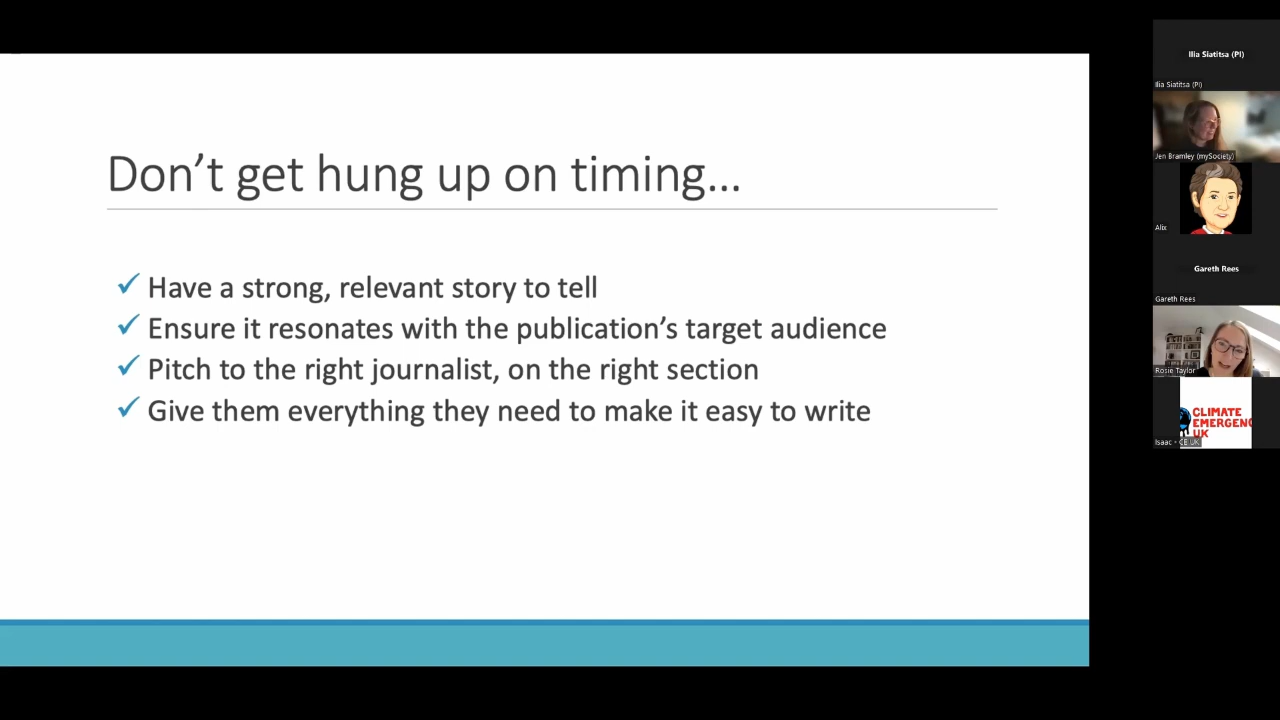 Don’t get hung up on timing...
Have a strong, relevant story to tell
Ensure it resonates with the publication’s target audience
Pitch to the right journalist, on the right section
Give them everything they need to make it easy to write
Ilia Siatitsa (PI)
Ilia Siatitsa (PI)
Jen Bramley (mySociety)
Alix
Gareth Rees
Gareth Rees
Rosie Taylor
CLIMATE
EMERGENC
UK
Isaac - CE UK